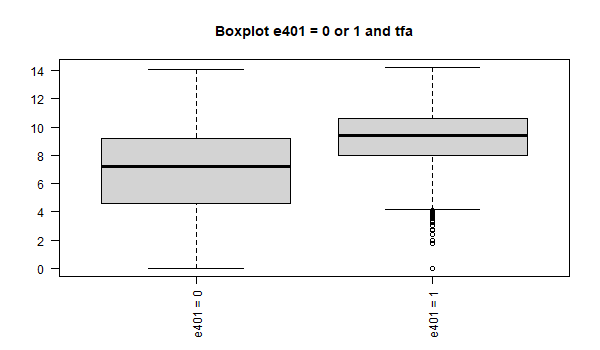 Boxplot e401 = 0 or 1 and tfa
14
12
10
8
6
4
2
0
e401 = 0
e401 = 1